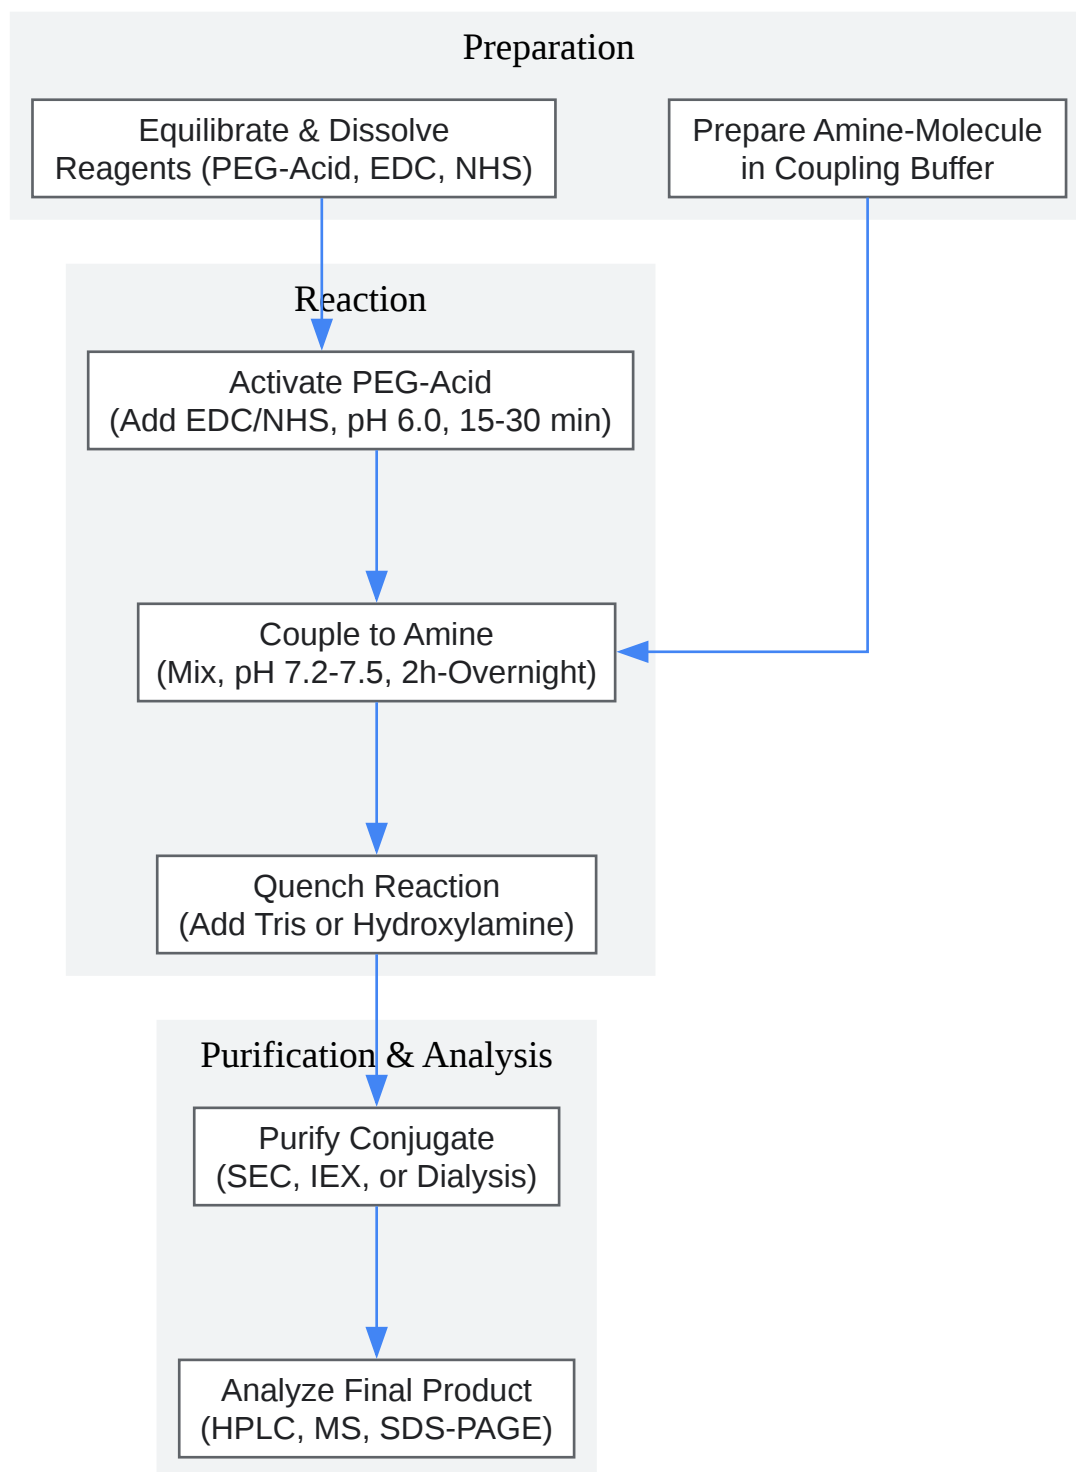 Preparation
Equilibrate & Dissolve
Reagents (PEG-Acid, EDC, NHS)
Prepare Amine-Molecule
in Coupling Buffer
Reaction
Activate PEG-Acid
(Add EDC/NHS, pH 6.0, 15-30 min)
Couple to Amine
(Mix, pH 7.2-7.5, 2h-Overnight)
Quench Reaction
(Add Tris or Hydroxylamine)
Purification & Analysis
Purify Conjugate
(SEC, IEX, or Dialysis)
Analyze Final Product
(HPLC, MS, SDS-PAGE)